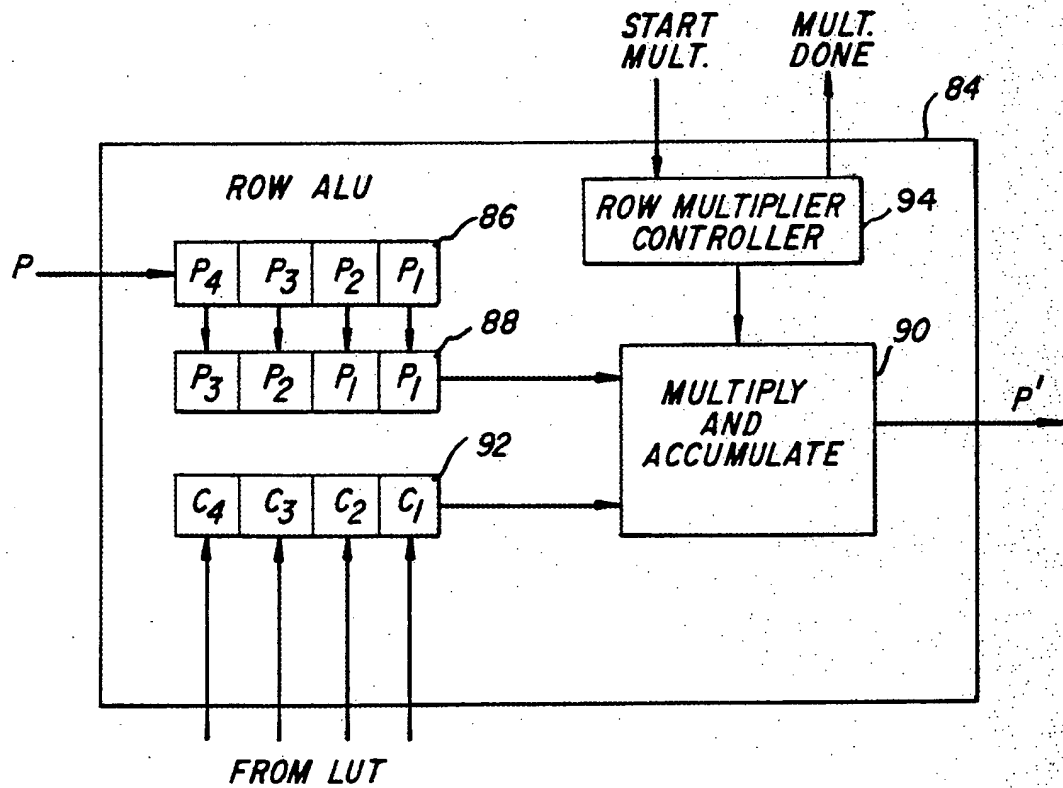 START MULT.
MULT. DONE
84
ROW ALU
86
ROW MULTIPLIER CONTROLLER
94
P
P4 P3 P2 P1
88
P3 P2 P1 P1
90
MULTIPLY AND ACCUMULATE
P'
92
C4 C3 C2 C1
FROM LUT